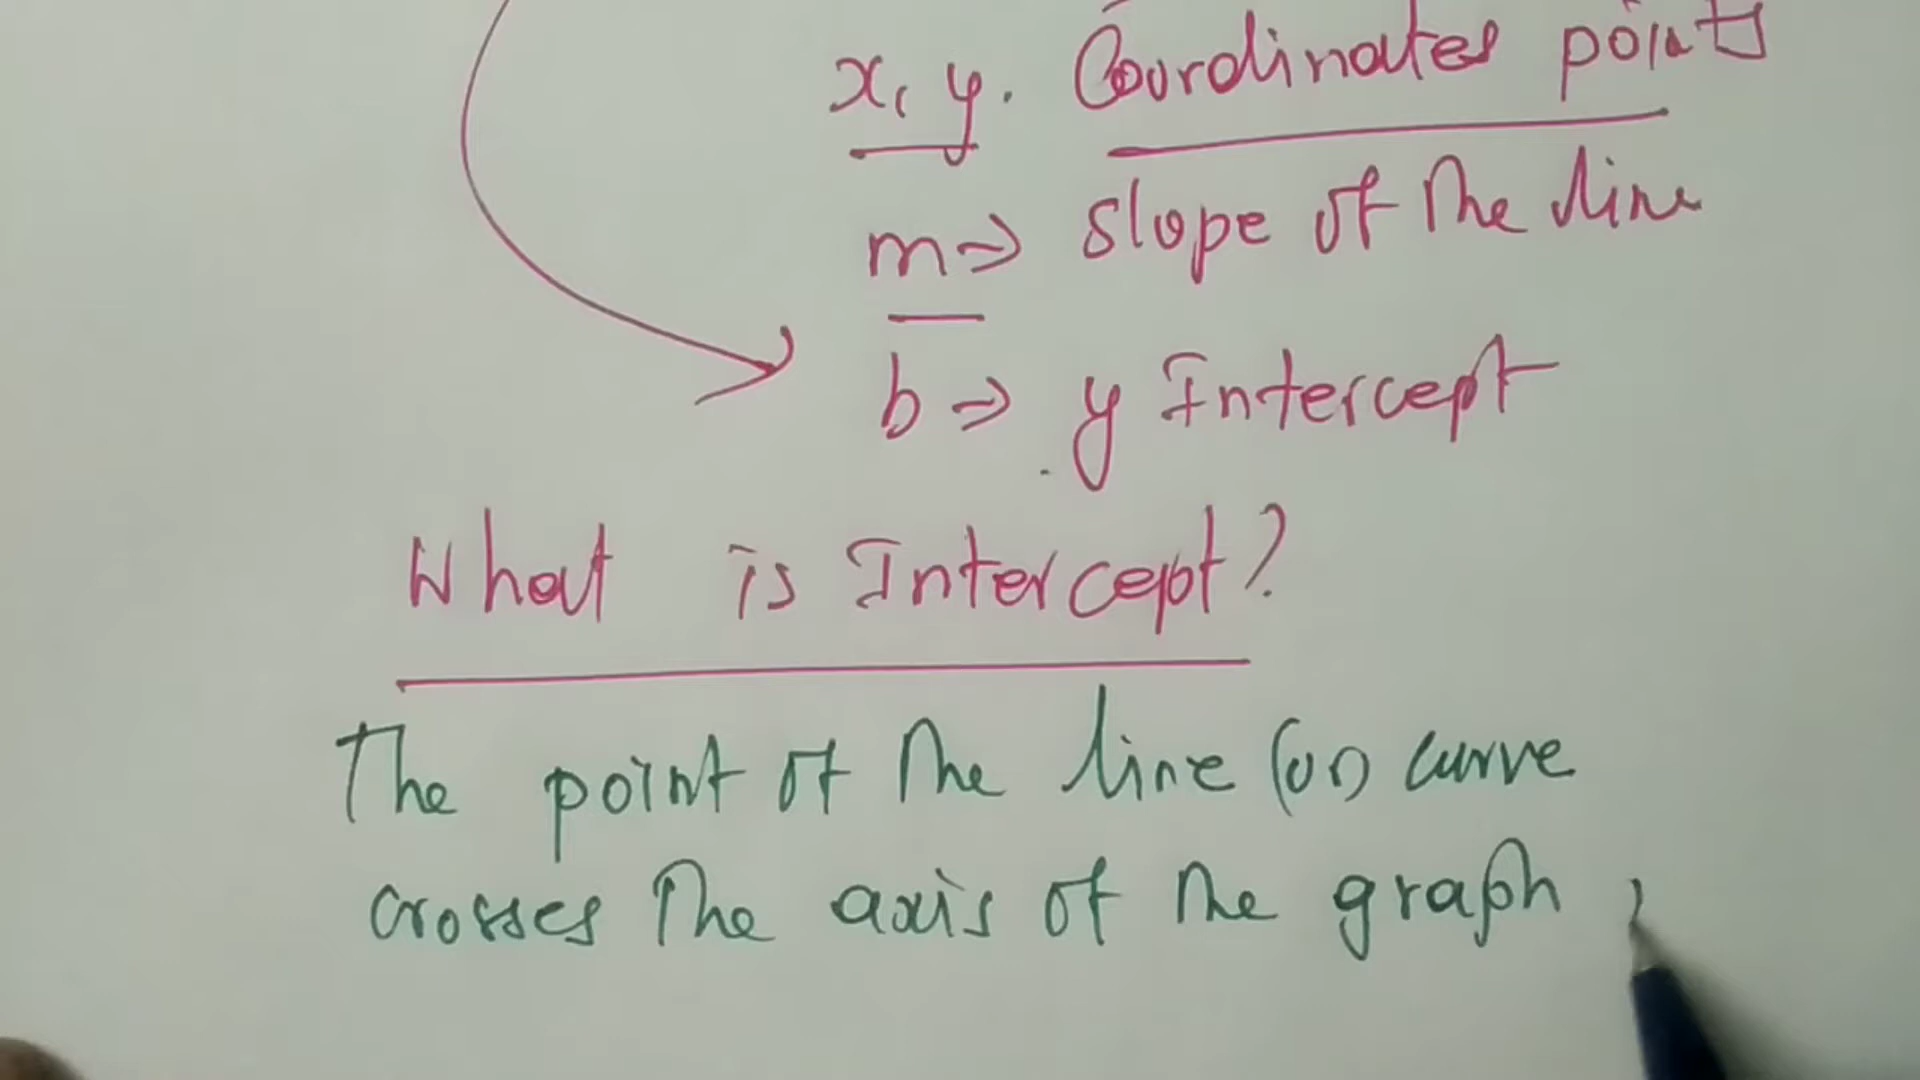 x, y. Coordinates points
m => slope of the line
b => y Intercept
What is Intercept?
The point of the line (or) curve
crosses the axis of the graph